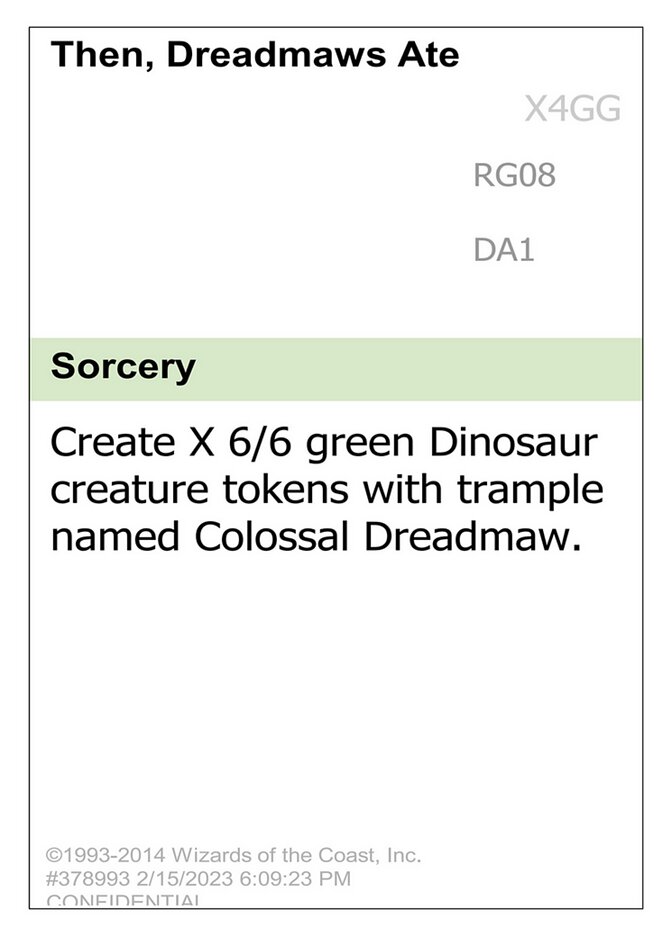 Then, Dreadmaws Ate
X4GG
RG08
DA1
Sorcery
Create X 6/6 green Dinosaur
creature tokens with trample
named Colossal Dreadmaw.
©1993-2014 Wizards of the Coast, Inc.
#378993 2/15/2023 6:09:23 PM
CONFIDENTIAL